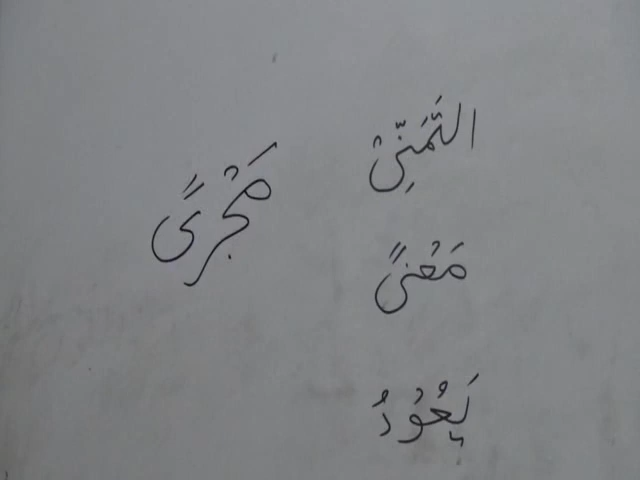 التَّمَنِّيْ
مَعْنًى
يَعُوْدُ
مَجْرًى